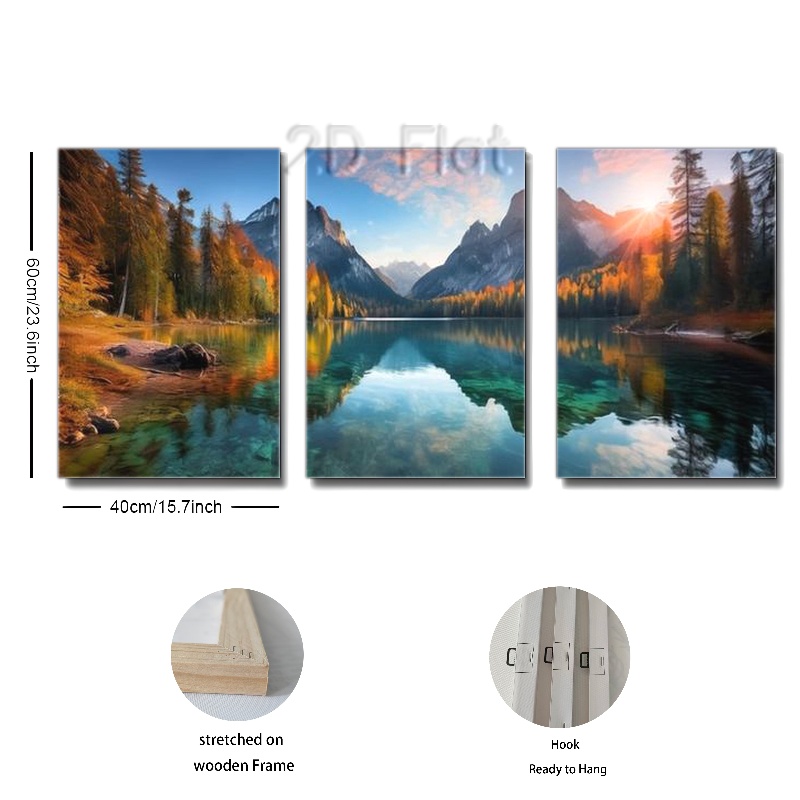 2D Flat
60cm/23.6inch
40cm/15.7inch
stretched on
wooden Frame
Hook
Ready to Hang